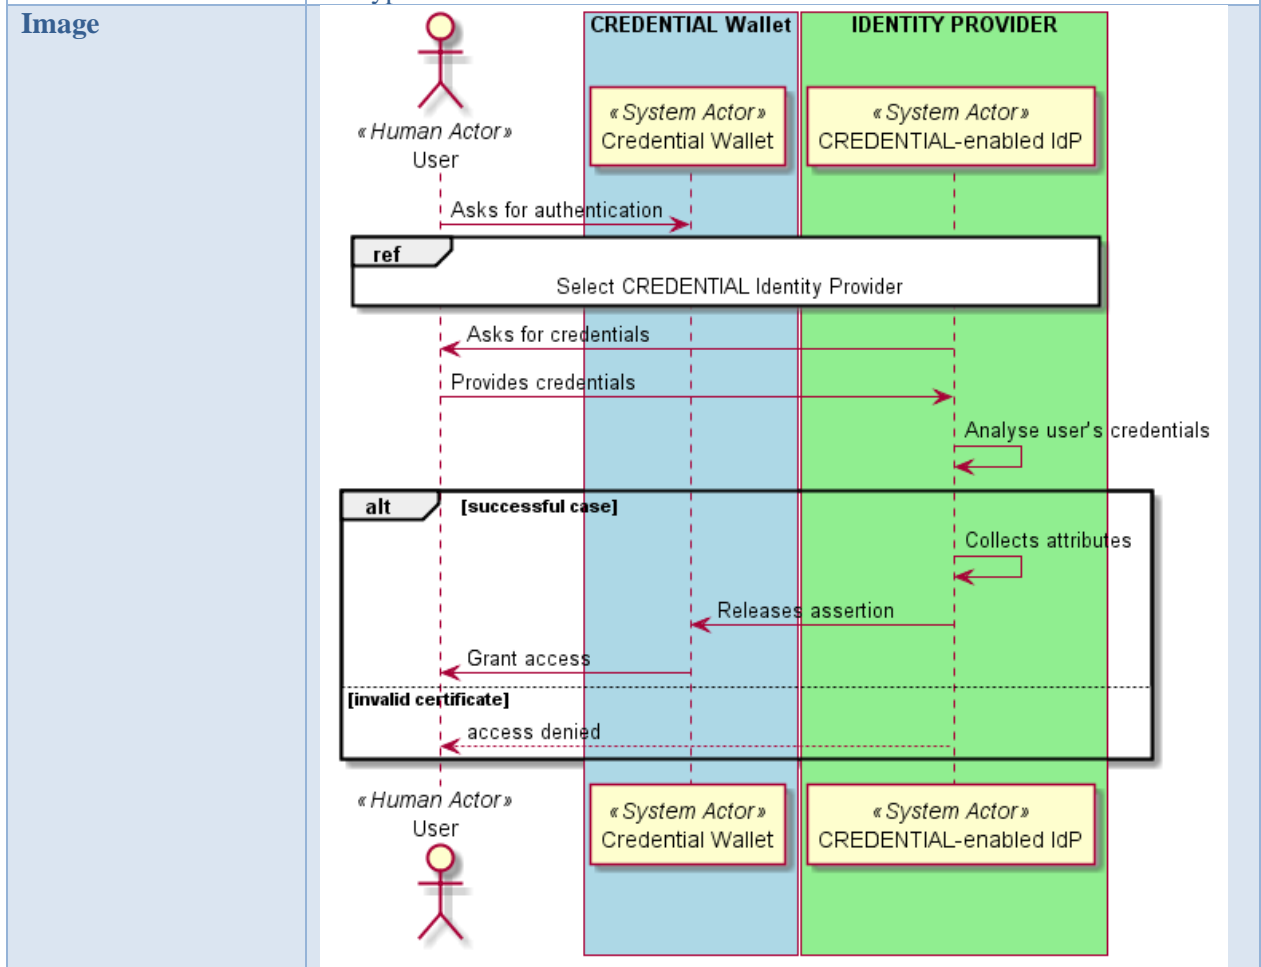 Image
CREDENTIAL Wallet
IDENTITY PROVIDER
«Human Actor»
User
«System Actor»
Credential Wallet
«System Actor»
CREDENTIAL-enabled IdP
Asks for authentication
ref
Select CREDENTIAL Identity Provider
Asks for credentials
Provides credentials
Analyse user's credentials
alt
[successful case]
Collects attributes
Releases assertion
Grant access
[invalid certificate]
access denied
«Human Actor»
User
«System Actor»
Credential Wallet
«System Actor»
CREDENTIAL-enabled IdP